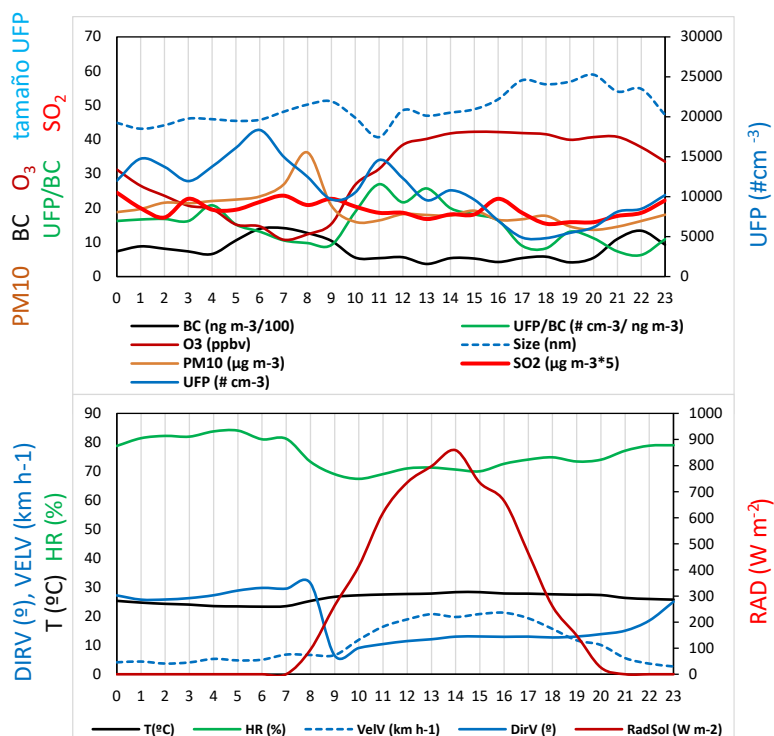 tamaño UFP
SO2
O3
UFP/BC
BC
PM10
70
60
50
40
30
20
10
0
30000
25000
20000
15000
10000
5000
0
UFP (#cm -3)
0 1 2 3 4 5 6 7 8 9 10 11 12 13 14 15 16 17 18 19 20 21 22 23
BC (ng m-3/100) UFP/BC (# cm-3/ ng m-3)
O3 (ppbv) Size (nm)
PM10 (µg m-3) SO2 (µg m-3*5)
UFP (# cm-3)
DIRV (º), VELV (km h-1)
T (ºC) HR (%)
90
80
70
60
50
40
30
20
10
0
1000
900
800
700
600
500
400
300
200
100
0
RAD (W m-2)
0 1 2 3 4 5 6 7 8 9 10 11 12 13 14 15 16 17 18 19 20 21 22 23
T(ºC) HR (%) VelV (km h-1) DirV (º) RadSol (W m-2)